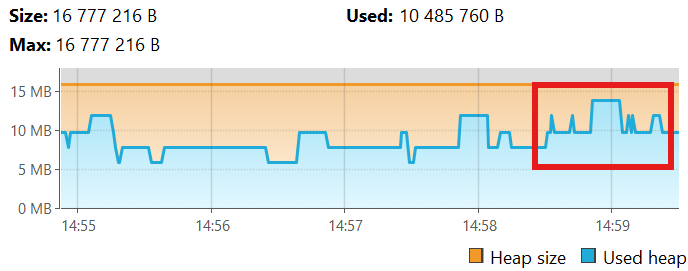 Size: 16 777 216 B Used: 10 485 760 B
Max: 16 777 216 B
15 MB
10 MB
5 MB
0 MB
14:55 14:56 14:57 14:58 14:59
Heap size Used heap